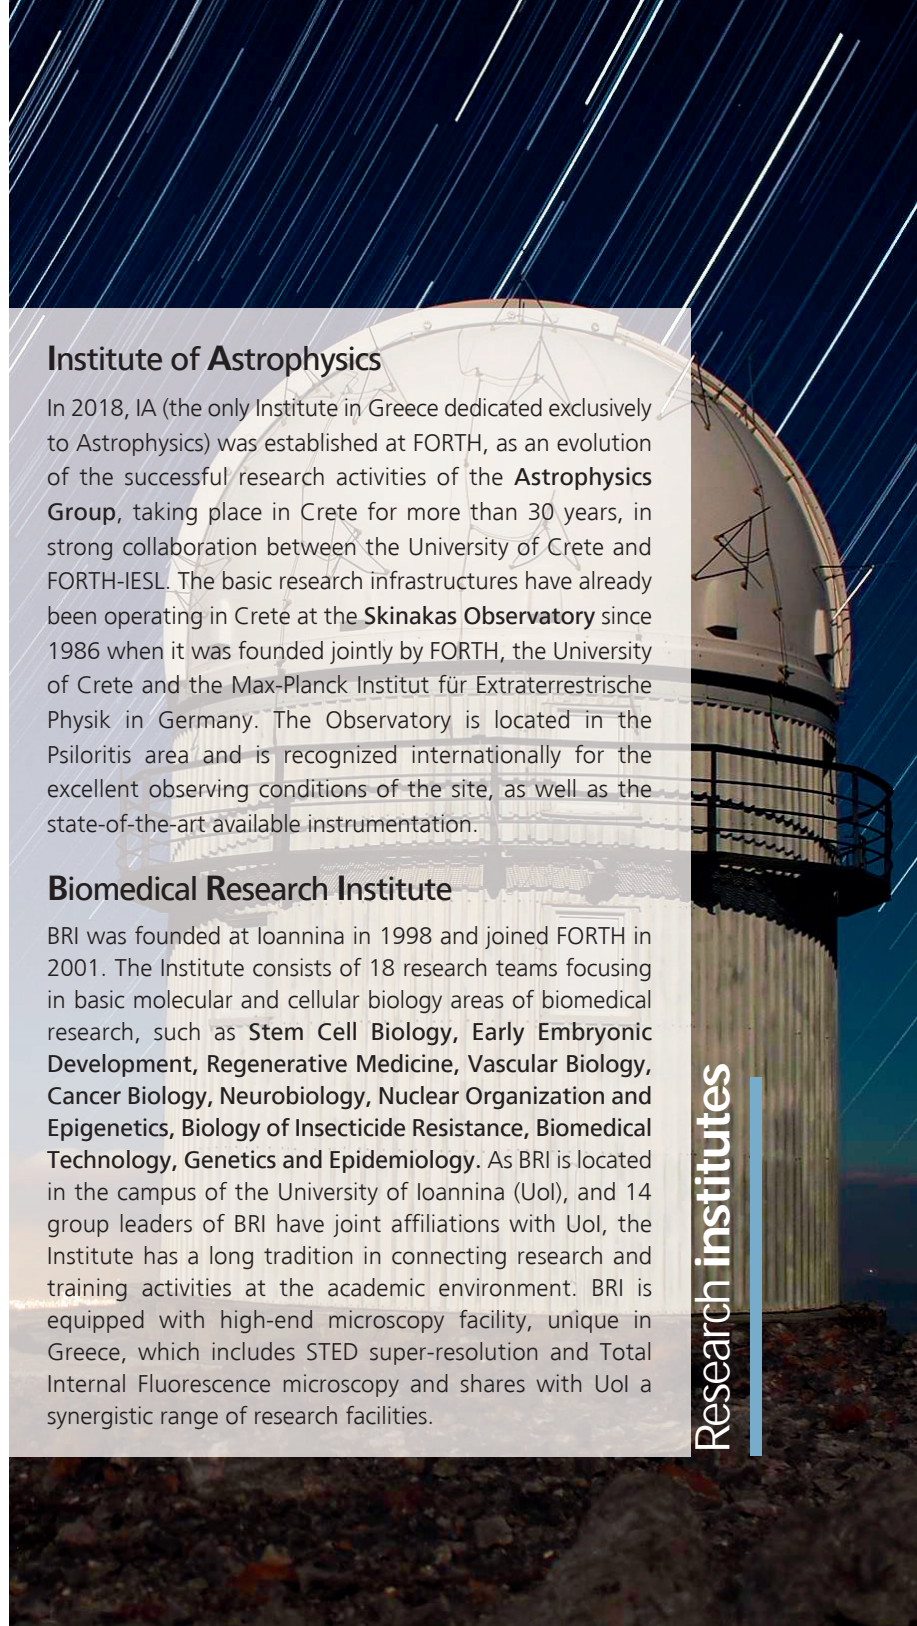 Institute of Astrophysics
In 2018, IA (the only Institute in Greece dedicated exclusively
to Astrophysics) was established at FORTH, as an evolution
of the successful research activities of the Astrophysics
Group, taking place in Crete for more than 30 years, in
strong collaboration between the University of Crete and
FORTH-IESL. The basic research infrastructures have already
been operating in Crete at the Skinakas Observatory since
1986 when it was founded jointly by FORTH, the University
of Crete and the Max-Planck Institut für Extraterrestrische
Physik in Germany. The Observatory is located in the
Psiloritis area and is recognized internationally for the
excellent observing conditions of the site, as well as the
state-of-the-art available instrumentation.
Biomedical Research Institute
BRI was founded at Ioannina in 1998 and joined FORTH in
2001. The Institute consists of 18 research teams focusing
in basic molecular and cellular biology areas of biomedical
research, such as Stem Cell Biology, Early Embryonic
Development, Regenerative Medicine, Vascular Biology,
Cancer Biology, Neurobiology, Nuclear Organization and
Epigenetics, Biology of Insecticide Resistance, Biomedical
Technology, Genetics and Epidemiology. As BRI is located
in the campus of the University of Ioannina (UoI), and 14
group leaders of BRI have joint affiliations with UoI, the
Institute has a long tradition in connecting research and
training activities at the academic environment. BRI is
equipped with high-end microscopy facility, unique in
Greece, which includes STED super-resolution and Total
Internal Fluorescence microscopy and shares with UoI a
synergistic range of research facilities.
Research institutes